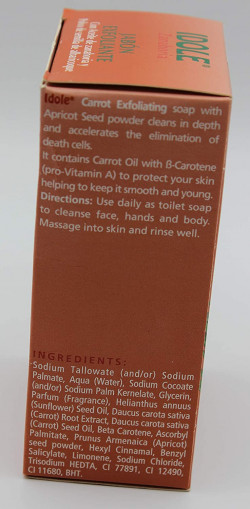 IDOLE®
JABON
EXFOLIANTE
Idole® Carrot Exfoliating soap with
Apricot Seed powder cleans in depth
and accelerates the elimination of
death cells.
It contains Carrot Oil with ß-Carotene
(pro-Vitamin A) to protect your skin
helping to keep it smooth and young.
Directions: Use daily as toilet soap
to cleanse face, hands and body.
Massage into skin and rinse well.
INGREDIENTS:
Sodium Tallowate (and/or) Sodium
Palmate, Aqua (Water), Sodium Cocoate
(and/or) Sodium Palm Kernelate, Glycerin,
Parfum (Fragrance), Helianthus annuus
(Sunflower) Seed Oil, Daucus carota sativa
(Carrot) Root Extract, Daucus carota sativa
(Carrot) Seed Oil, Beta Carotene, Ascorbyl
Palmitate, Prunus Armeniaca (Apricot)
seed powder, Hexyl Cinnamal, Benzyl
Salicylate, Limonene, Sodium Chloride,
Trisodium HEDTA, CI 77891, CI 12490,
CI 11680, BHT.